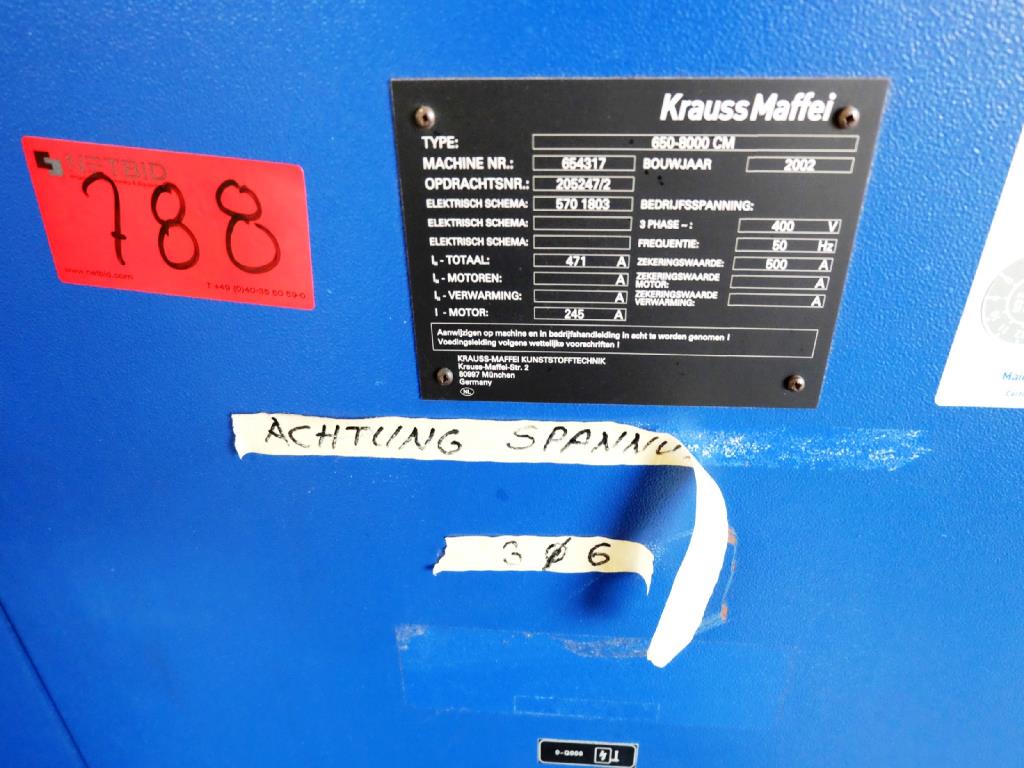 NETBID
788
www.netbid.com
T +49 (0)40-35 50 59-0
KraussMaffei
TYPE: 650-8000 CM
MACHINE NR.: 654317 BOUWJAAR 2002
OPDRACHTSNR.: 205247/2
ELEKTRISCH SCHEMA: 570 1803 BEDRIJFSSPANNING:
ELEKTRISCH SCHEMA: 3 PHASE ~: 400 V
ELEKTRISCH SCHEMA: FREQUENTIE: 50 Hz
I - TOTAAL: 471 A ZEKERINGSWAARDE: 500 A
I - MOTOREN: A ZEKERINGSWAARDE MOTOR: A
I - VERWARMING: A ZEKERINGSWAARDE VERWARMING: A
I - MOTOR: 245 A
Aanwijzigen op machine en in bedrijfshandleiding in acht te worden genomen !
Voedingsleiding volgens wettelijke voorschriften !
KRAUSS-MAFFEI KUNSTSTOFTECHNIK
Krauss-Maffei-Str. 2
80997 München
Germany
NL
ACHTUNG SPANNU
3 Ø 6